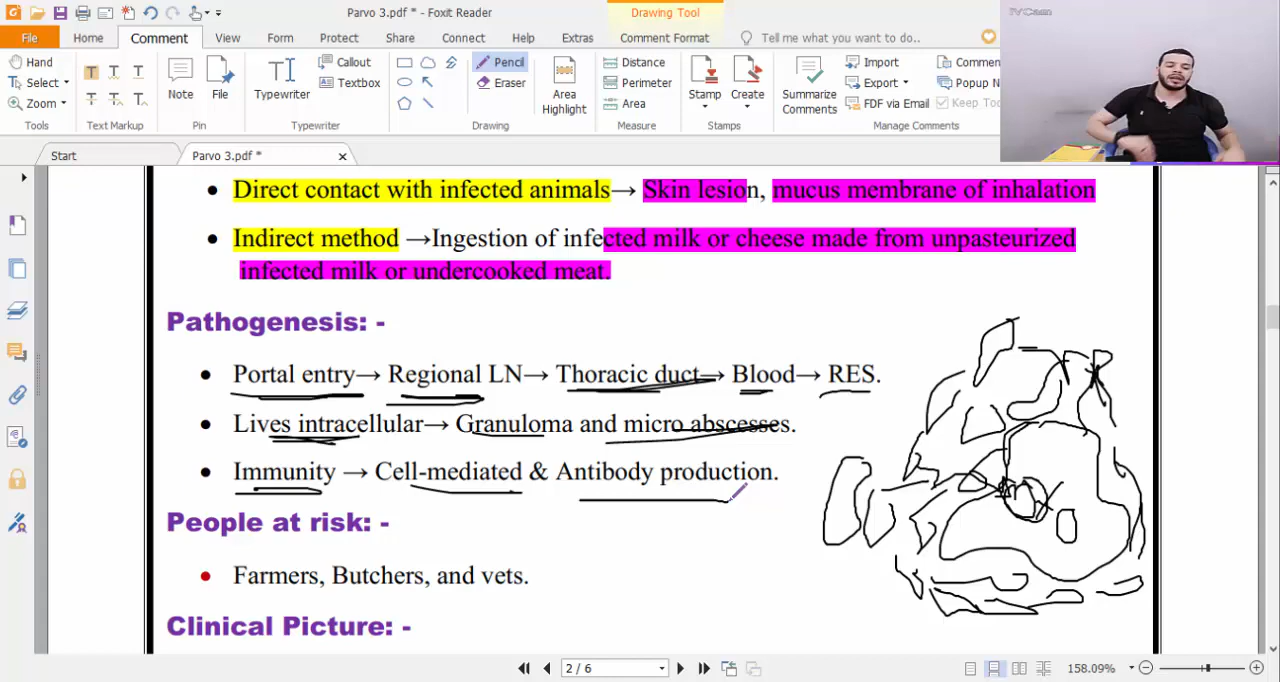 Parvo 3.pdf * - Foxit Reader
Drawing Tool
File Home Comment View Form Protect Share Connect Help Extras Comment Format Tell me what you want to do..
Hand
Select
Zoom
Tools
Text Markup
Note
File
Pin
Typewriter
Callout
Textbox
Typewriter
Pencil
Eraser
Drawing
Area
Highlight
Distance
Perimeter
Area
Measure
Stamp
Create
Stamps
Summarize
Comments
Import
Export
FDF via Email
Commen
Popup N
Keep Too
Manage Comments
Start
Parvo 3.pdf *
• Direct contact with infected animals→ Skin lesion, mucus membrane of inhalation
• Indirect method →Ingestion of infected milk or cheese made from unpasteurized
infected milk or undercooked meat.
Pathogenesis: -
• Portal entry→ Regional LN→ Thoracic duct→ Blood→ RES.
• Lives intracellular→ Granuloma and micro abscesses.
• Immunity → Cell-mediated & Antibody production.
People at risk: -
• Farmers, Butchers, and vets.
Clinical Picture: -
2 / 6
158.09%